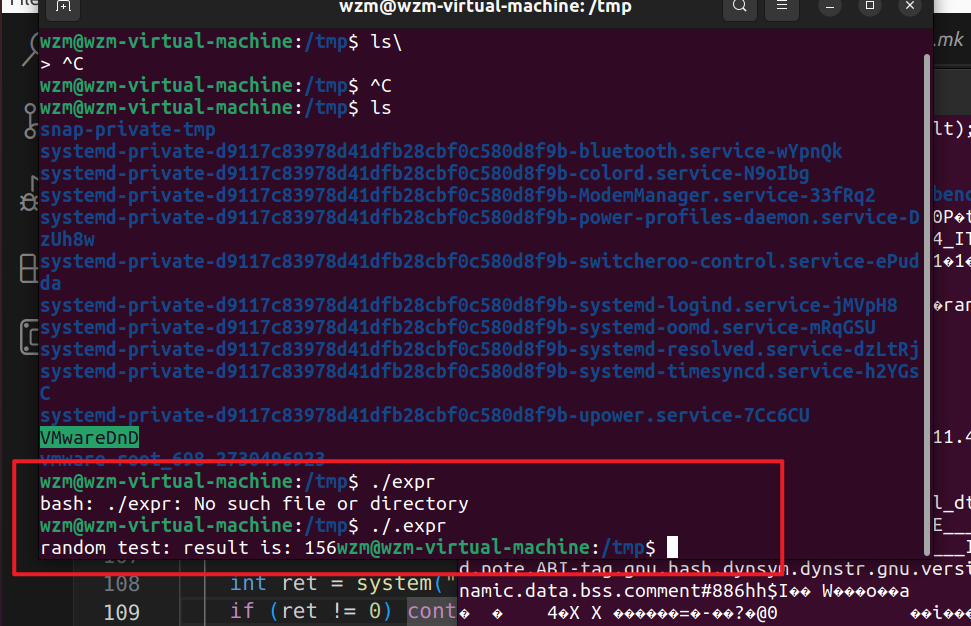 wzm@wzm-virtual-machine: /tmp
wzm@wzm-virtual-machine:/tmp$ ls\
> ^C
wzm@wzm-virtual-machine:/tmp$ ^C
wzm@wzm-virtual-machine:/tmp$ ls
snap-private-tmp
systemd-private-d9117c83978d41dfb28cbf0c580d8f9b-bluetooth.service-wYpnQk
systemd-private-d9117c83978d41dfb28cbf0c580d8f9b-colord.service-N9oIbg
systemd-private-d9117c83978d41dfb28cbf0c580d8f9b-ModemManager.service-33fRq2
systemd-private-d9117c83978d41dfb28cbf0c580d8f9b-power-profiles-daemon.service-D
zUh8w
systemd-private-d9117c83978d41dfb28cbf0c580d8f9b-switcheroo-control.service-ePud
da
systemd-private-d9117c83978d41dfb28cbf0c580d8f9b-systemd-logind.service-jMVpH8
systemd-private-d9117c83978d41dfb28cbf0c580d8f9b-systemd-oomd.service-mRqGSU
systemd-private-d9117c83978d41dfb28cbf0c580d8f9b-systemd-resolved.service-dzLtRj
systemd-private-d9117c83978d41dfb28cbf0c580d8f9b-systemd-timesyncd.service-h2YGs
C
systemd-private-d9117c83978d41dfb28cbf0c580d8f9b-upower.service-7Cc6CU
VMwareDnD
vmware-root_698-2730496923
wzm@wzm-virtual-machine:/tmp$ ./expr
bash: ./expr: No such file or directory
wzm@wzm-virtual-machine:/tmp$ ./.expr
random test: result is: 156wzm@wzm-virtual-machine:/tmp$
.mk
lt);
benc
0P�t
4_IT
1�1�
�ran
11.4
l_dt
E___
___I
d.note.ABI-tag.gnu.hash.dynsym.dynstr.gnu.versi
namic.data.bss.comment#886hh$I�� W���o��a
� � 4�X X ������=�-��?�@0 ��i���
108 int ret = system("
109 if (ret != 0) cont